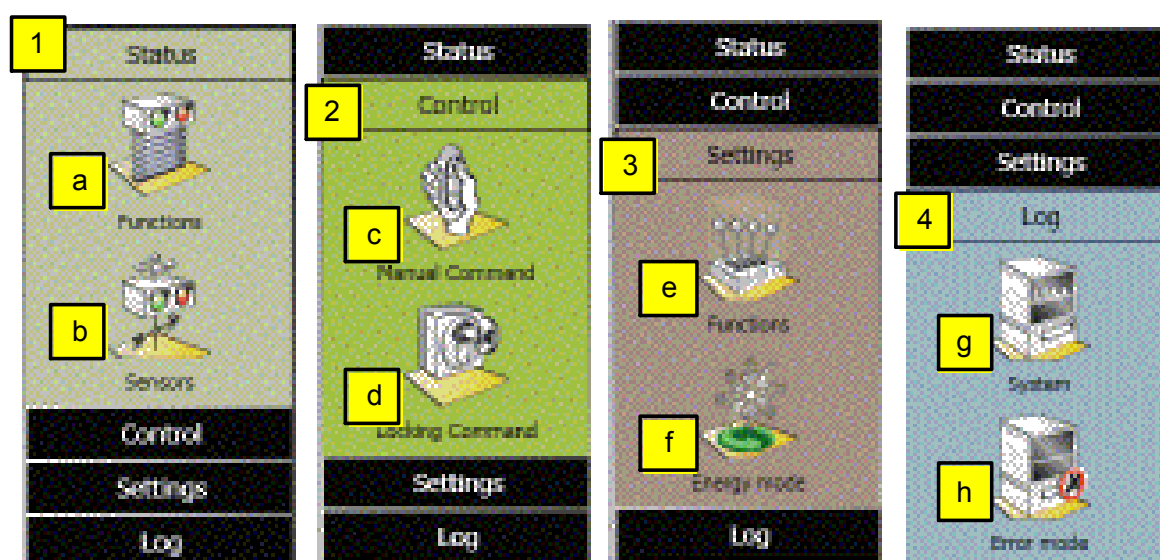 1
Status
a
Functions
b
Sensors
Control
Settings
Log
Status
2
Control
c
Manual Command
d
Locking Command
Settings
Log
Status
Control
3
Settings
e
Functions
f
Energy mode
Log
Status
Control
Settings
4
Log
g
System
h
Error mode